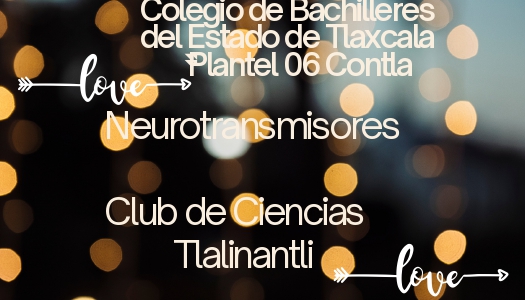 Colegio de Bachilleres
del Estado de Tlaxcala
Plantel 06 Contla
love
Neurotransmisores
Club de Ciencias
Tlalinantli
love